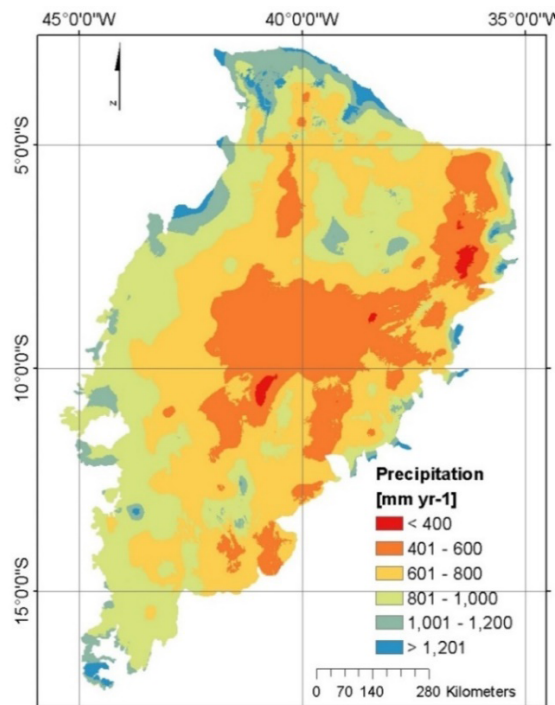 45°0'0"W 40°0'0"W 35°0'0"W
N
5°0'0"S
10°0'0"S
15°0'0"S
Precipitation
[mm yr-1]
< 400
401 - 600
601 - 800
801 - 1,000
1,001 - 1,200
> 1,201
0 70 140 280 Kilometers